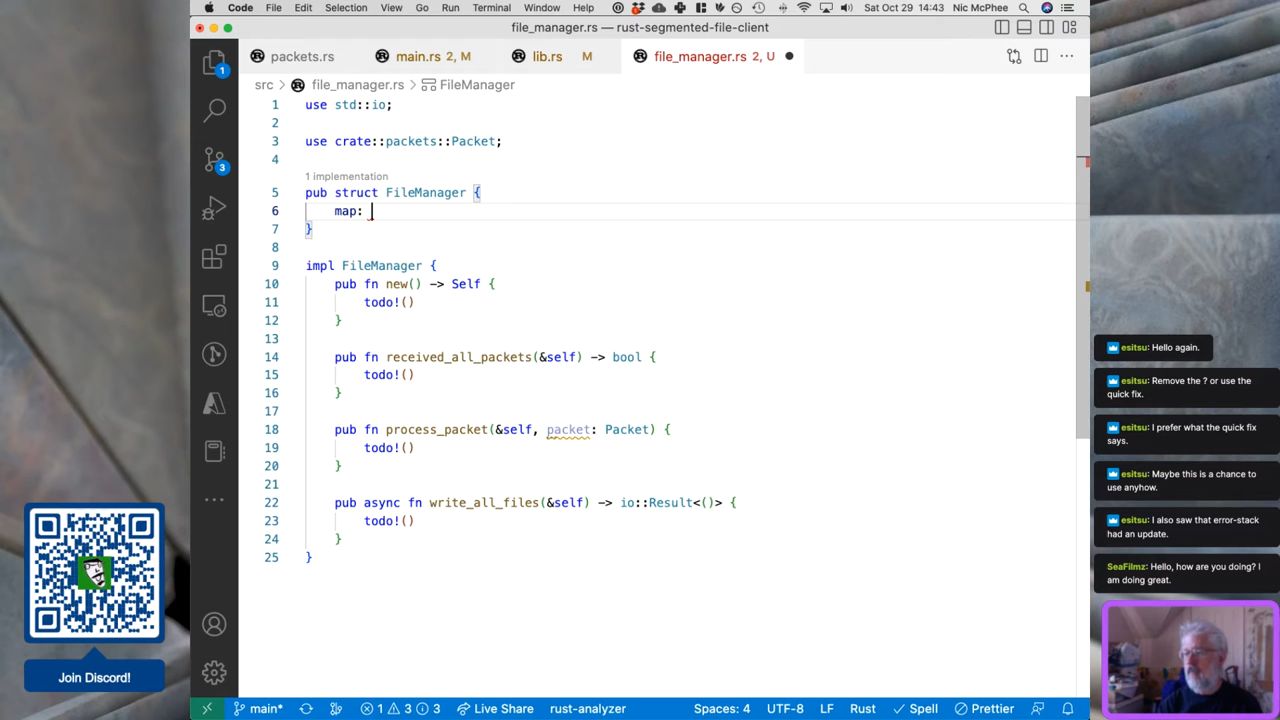 Code File Edit Selection View Go Run Terminal Window Help Sat Oct 29 14:43 Nic McPhee
file_manager.rs — rust-segmented-file-client
packets.rs main.rs 2, M lib.rs M file_manager.rs 2, U
src > file_manager.rs > FileManager
1 use std::io;
2
3 use crate::packets::Packet;
4
1 implementation
5 pub struct FileManager {
6 map:
7 }
8
9 impl FileManager {
10 pub fn new() -> Self {
11 todo!()
12 }
13
14 pub fn received_all_packets(&self) -> bool {
15 todo!()
16 }
17
18 pub fn process_packet(&self, packet: Packet) {
19 todo!()
20 }
21
22 pub async fn write_all_files(&self) -> io::Result<()> {
23 todo!()
24 }
25 }
1
3
esitsu: Hello again.
esitsu: Remove the ? or use the
quick fix.
esitsu: I prefer what the quick fix
says.
esitsu: Maybe this is a chance to
use anyhow.
esitsu: I also saw that error-stack
had an update.
SeaFilmz: Hello, how are you doing? I
am doing great.
Join Discord!
main* 1 3 3 Live Share rust-analyzer Spaces: 4 UTF-8 LF Rust Spell Prettier